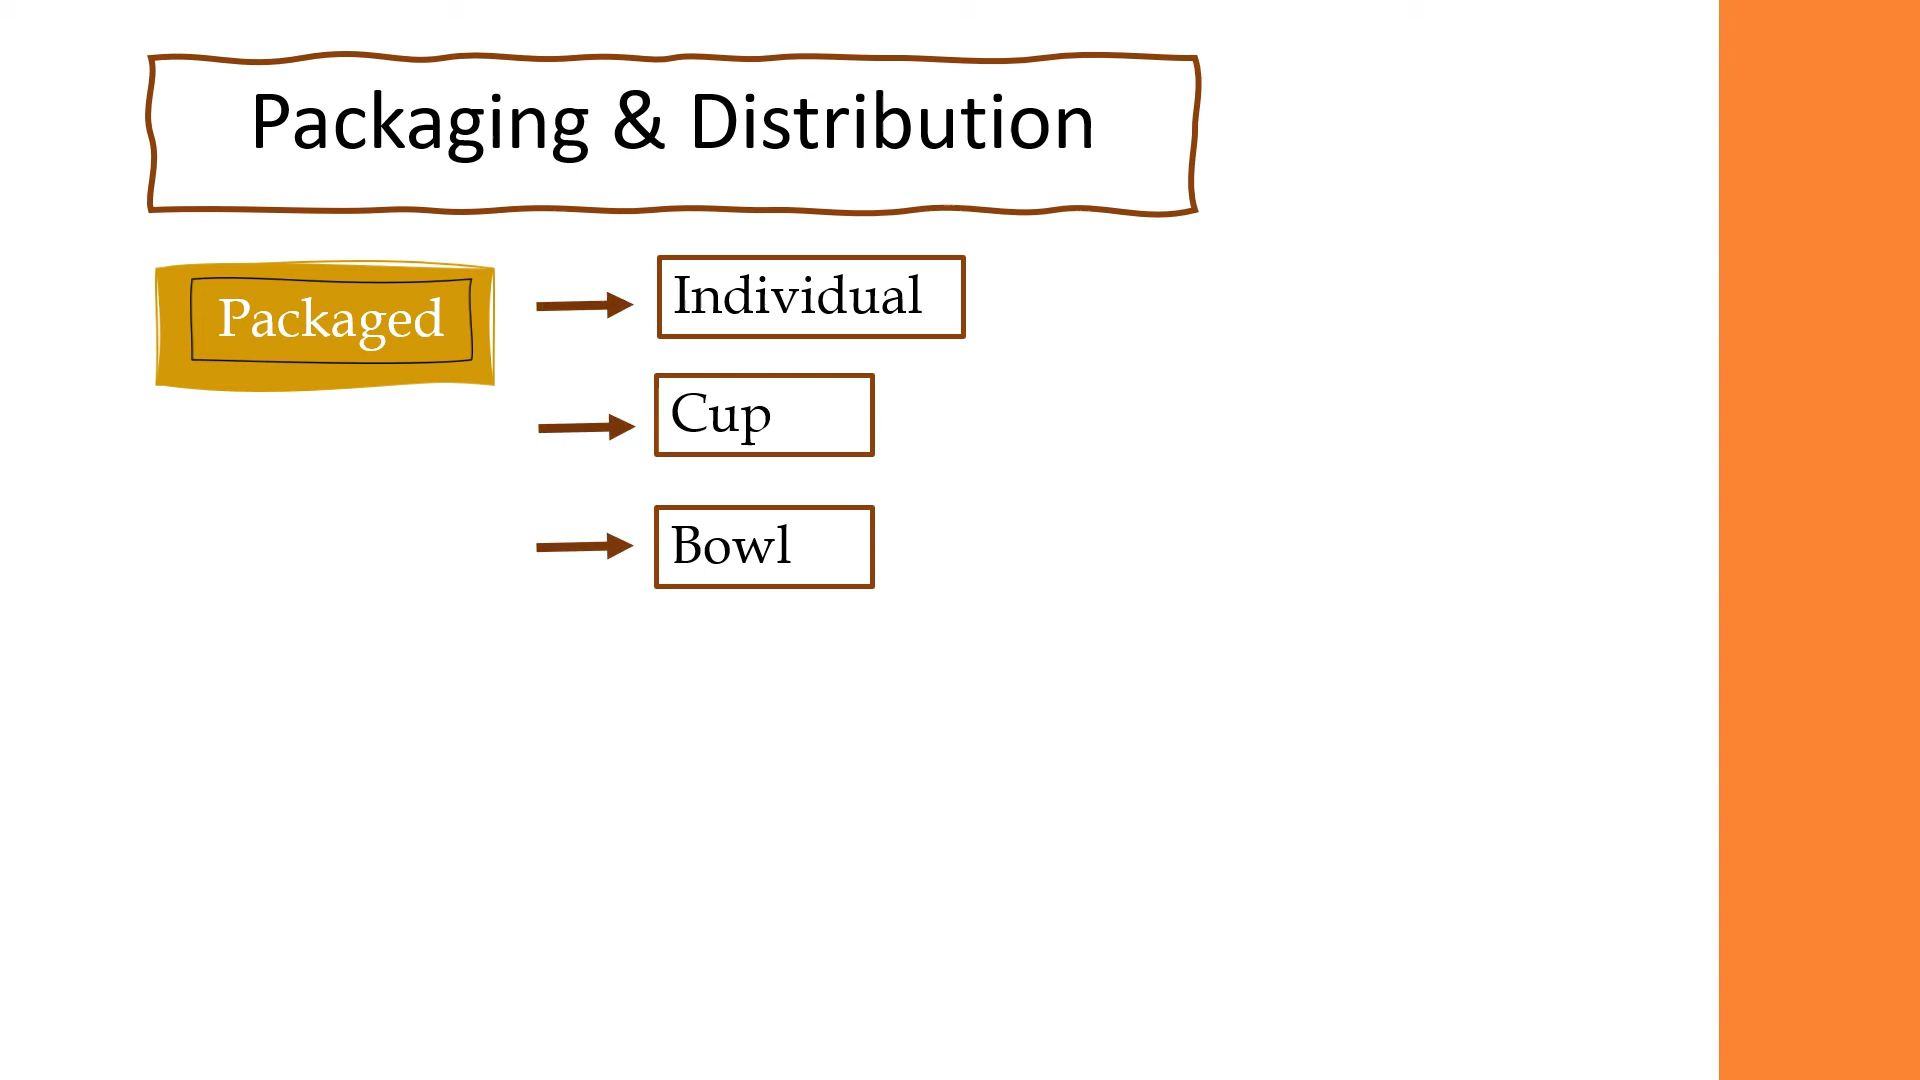 Packaging & Distribution
Packaged
Individual
Cup
Bowl